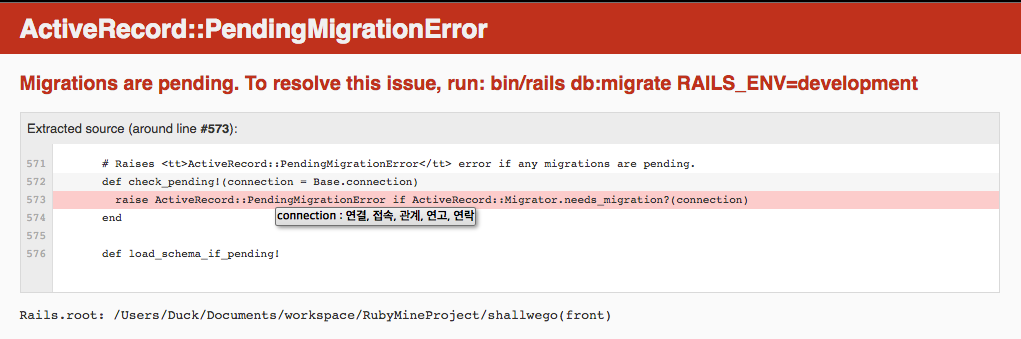 ActiveRecord::PendingMigrationError
Migrations are pending. To resolve this issue, run: bin/rails db:migrate RAILS_ENV=development
Extracted source (around line #573):
571 # Raises <tt>ActiveRecord::PendingMigrationError</tt> error if any migrations are pending.
572 def check_pending!(connection = Base.connection)
573 raise ActiveRecord::PendingMigrationError if ActiveRecord::Migrator.needs_migration?(connection)
connection : 연결, 접속, 관계, 연고, 연락
574 end
575
576 def load_schema_if_pending!
Rails.root: /Users/Duck/Documents/workspace/RubyMineProject/shallwego(front)